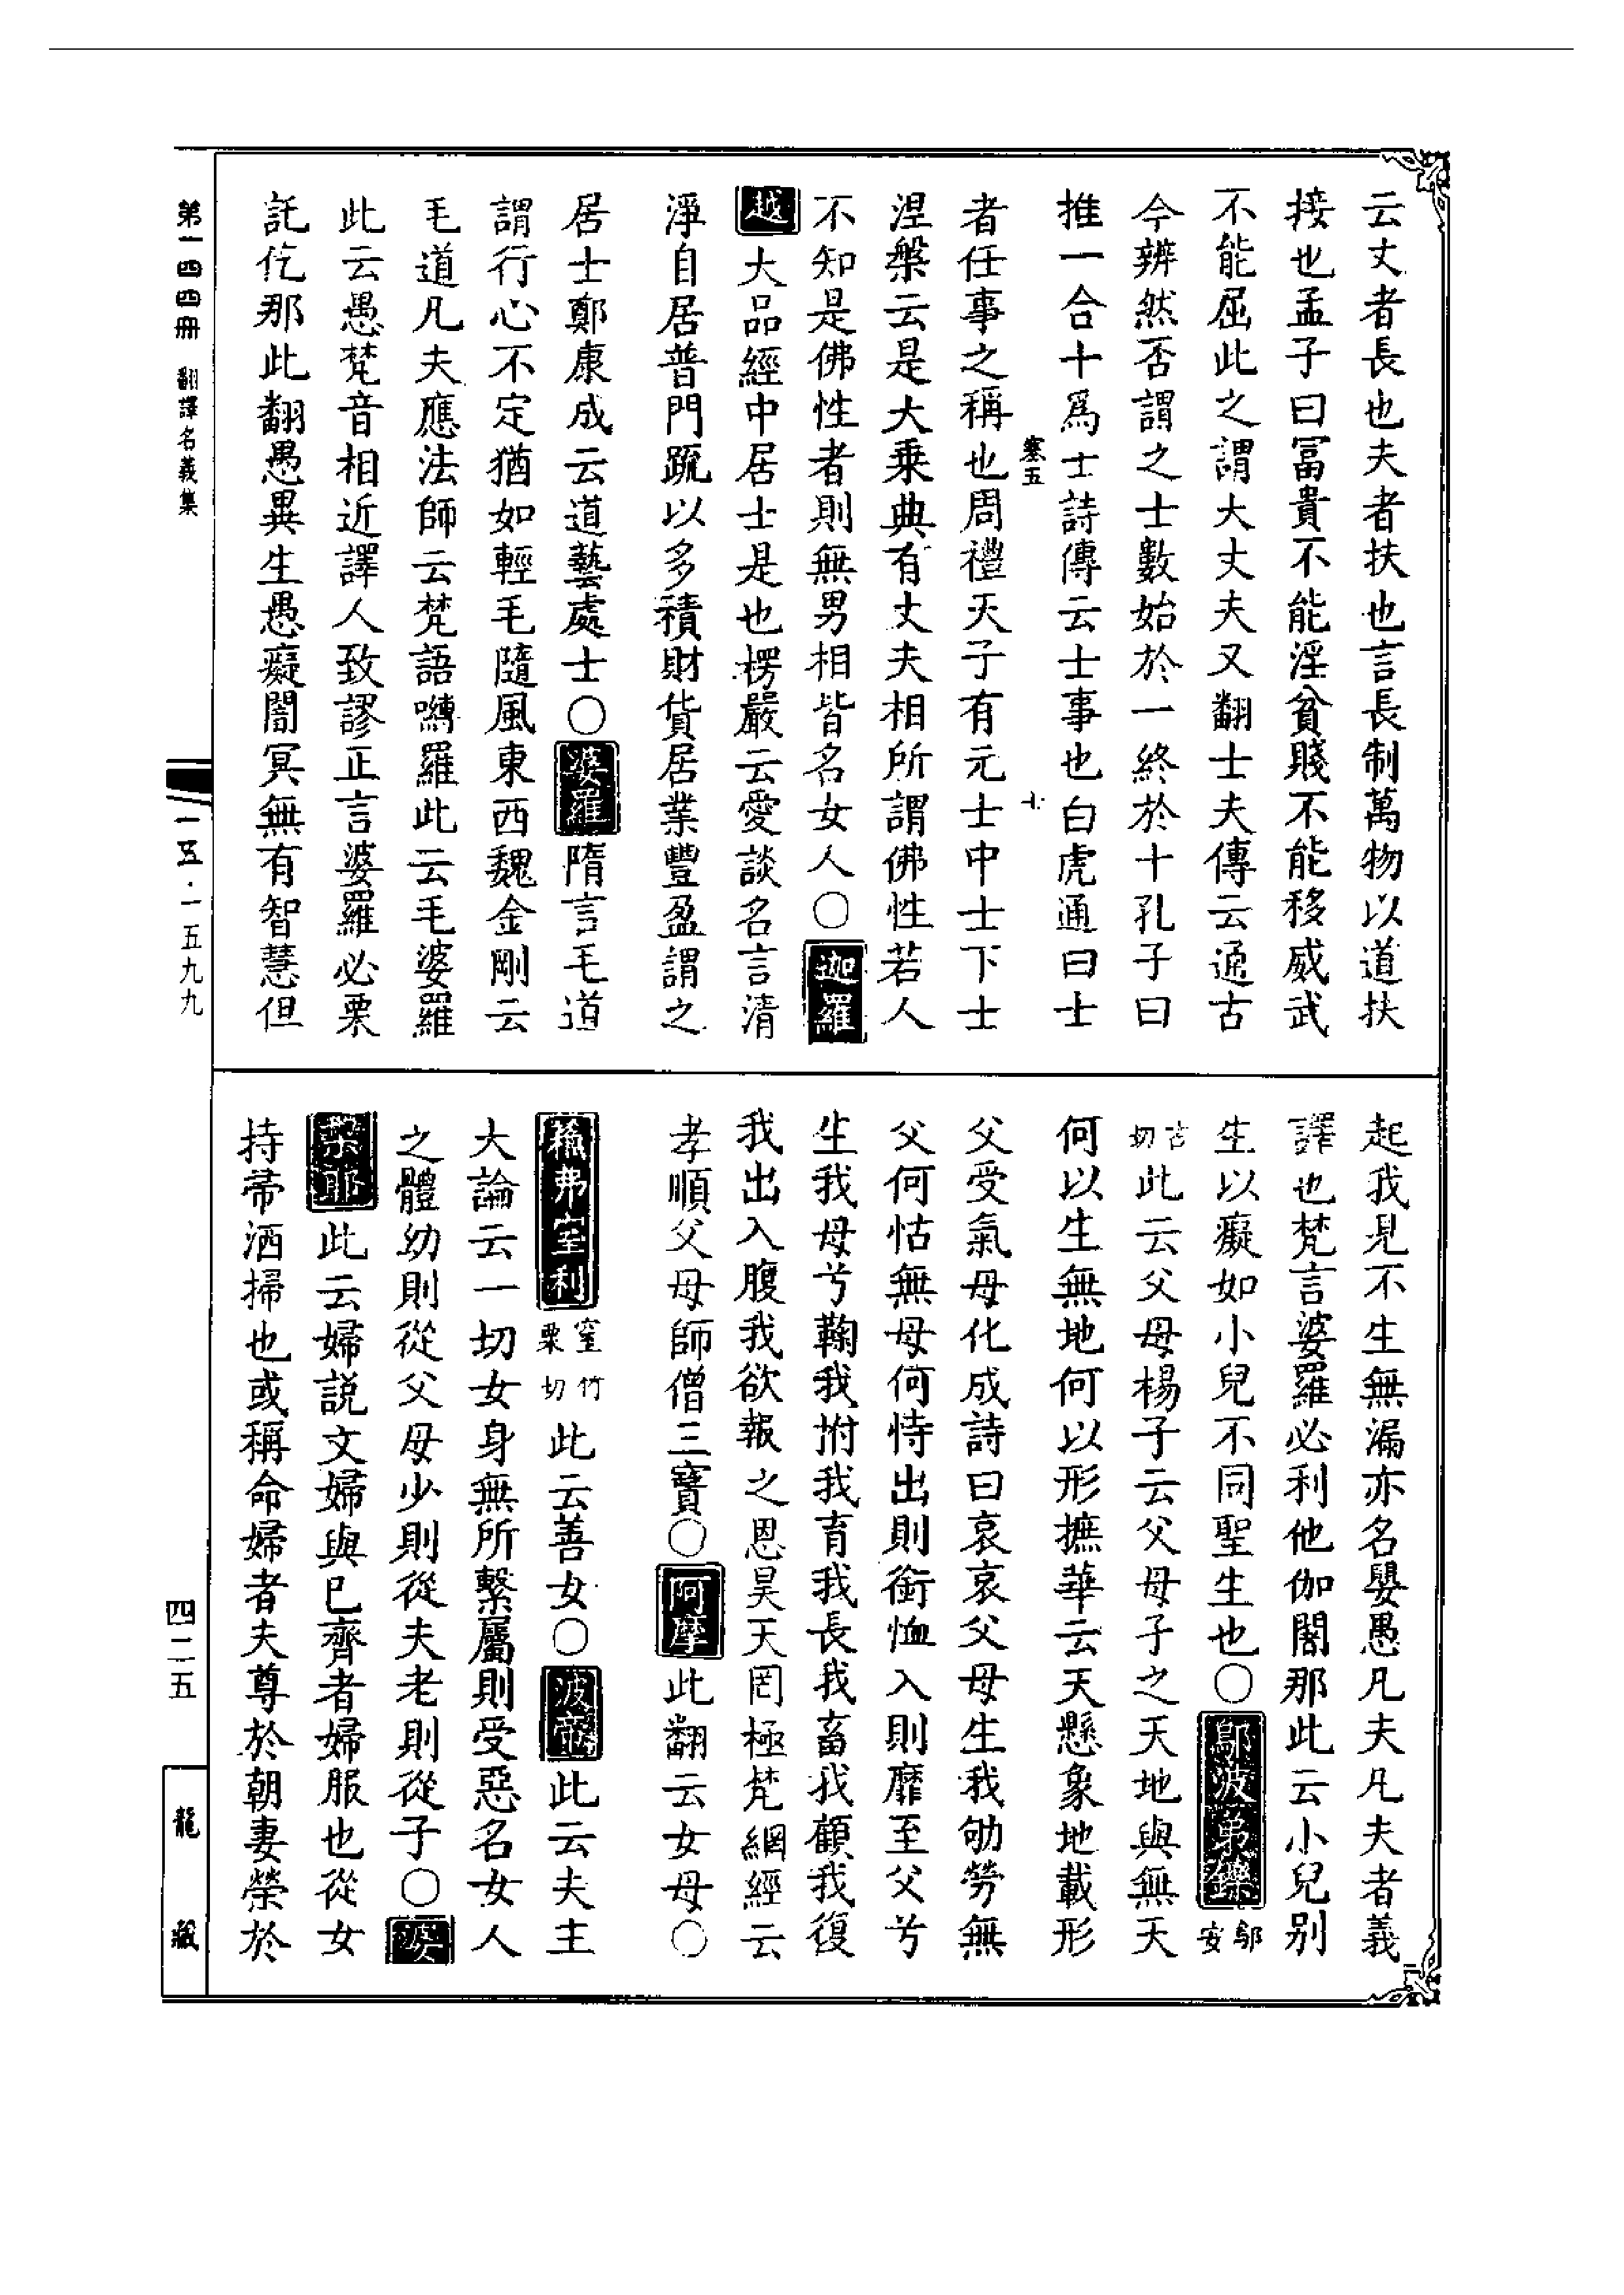 云丈者長也夫者扶也言長制萬物以道扶
接也孟子曰冨貴不能淫貧賤不能移威武
不能屈此之謂大丈夫又翻士夫傳云通古
今辨然否謂之士數始於一終於十孔子曰
推一合十爲士詩傳云士事也白虎通曰士
塞五
十
者任事之稱也周禮天子有元士中士下士
涅槃云是大乗典有丈夫相所謂佛性若人
不知是佛性者則無男相皆名女人〇迦羅
越大品經中居士是也楞嚴云愛談名言清
淨自居普門䟽以多積財貨居業豐盈謂之
居士鄭康成云道藝處士〇婆羅隋言毛道
謂行心不定猶如輕毛隨風東西魏金剛云
毛道凡夫應法師云梵語嚩羅此云毛婆羅
此云愚梵音相近譯人致謬正言婆羅必栗
託仡那此翻愚異生愚癡闇冥無有智慧但
起我見不生無漏亦名嬰愚凡夫凡夫者義
譯也梵言婆羅必利他伽闍那此云小兒别
生以癡如小兒不同聖生也〇鄔波弟鑠鄔安
古切此云父母楊子云父母子之天地與無天
何以生無地何以形摭華云天懸象地載形
父受氣母化成詩曰哀哀父母生我劬勞無
父何怙無母何恃出則銜恤入則靡至父兮
生我母兮鞠我拊我育我長我畜我顧我復
我出入腹我欲報之恩昊天罔極梵網經云
孝順父母師僧三寳〇阿摩此翻云女母〇
蘓弗室利窒竹栗切此云善女〇波帝此云夫主
大論云一切女身無所繫屬則受惡名女人
之體幼則從父母少則從夫老則從子〇婆
棃耶此云婦説文婦與巳齊者婦服也從女
持帚洒掃也或稱命婦者夫尊於朝妻榮於
第一四四册 翻譯名義集
一五·一五九九
四二五
龍藏